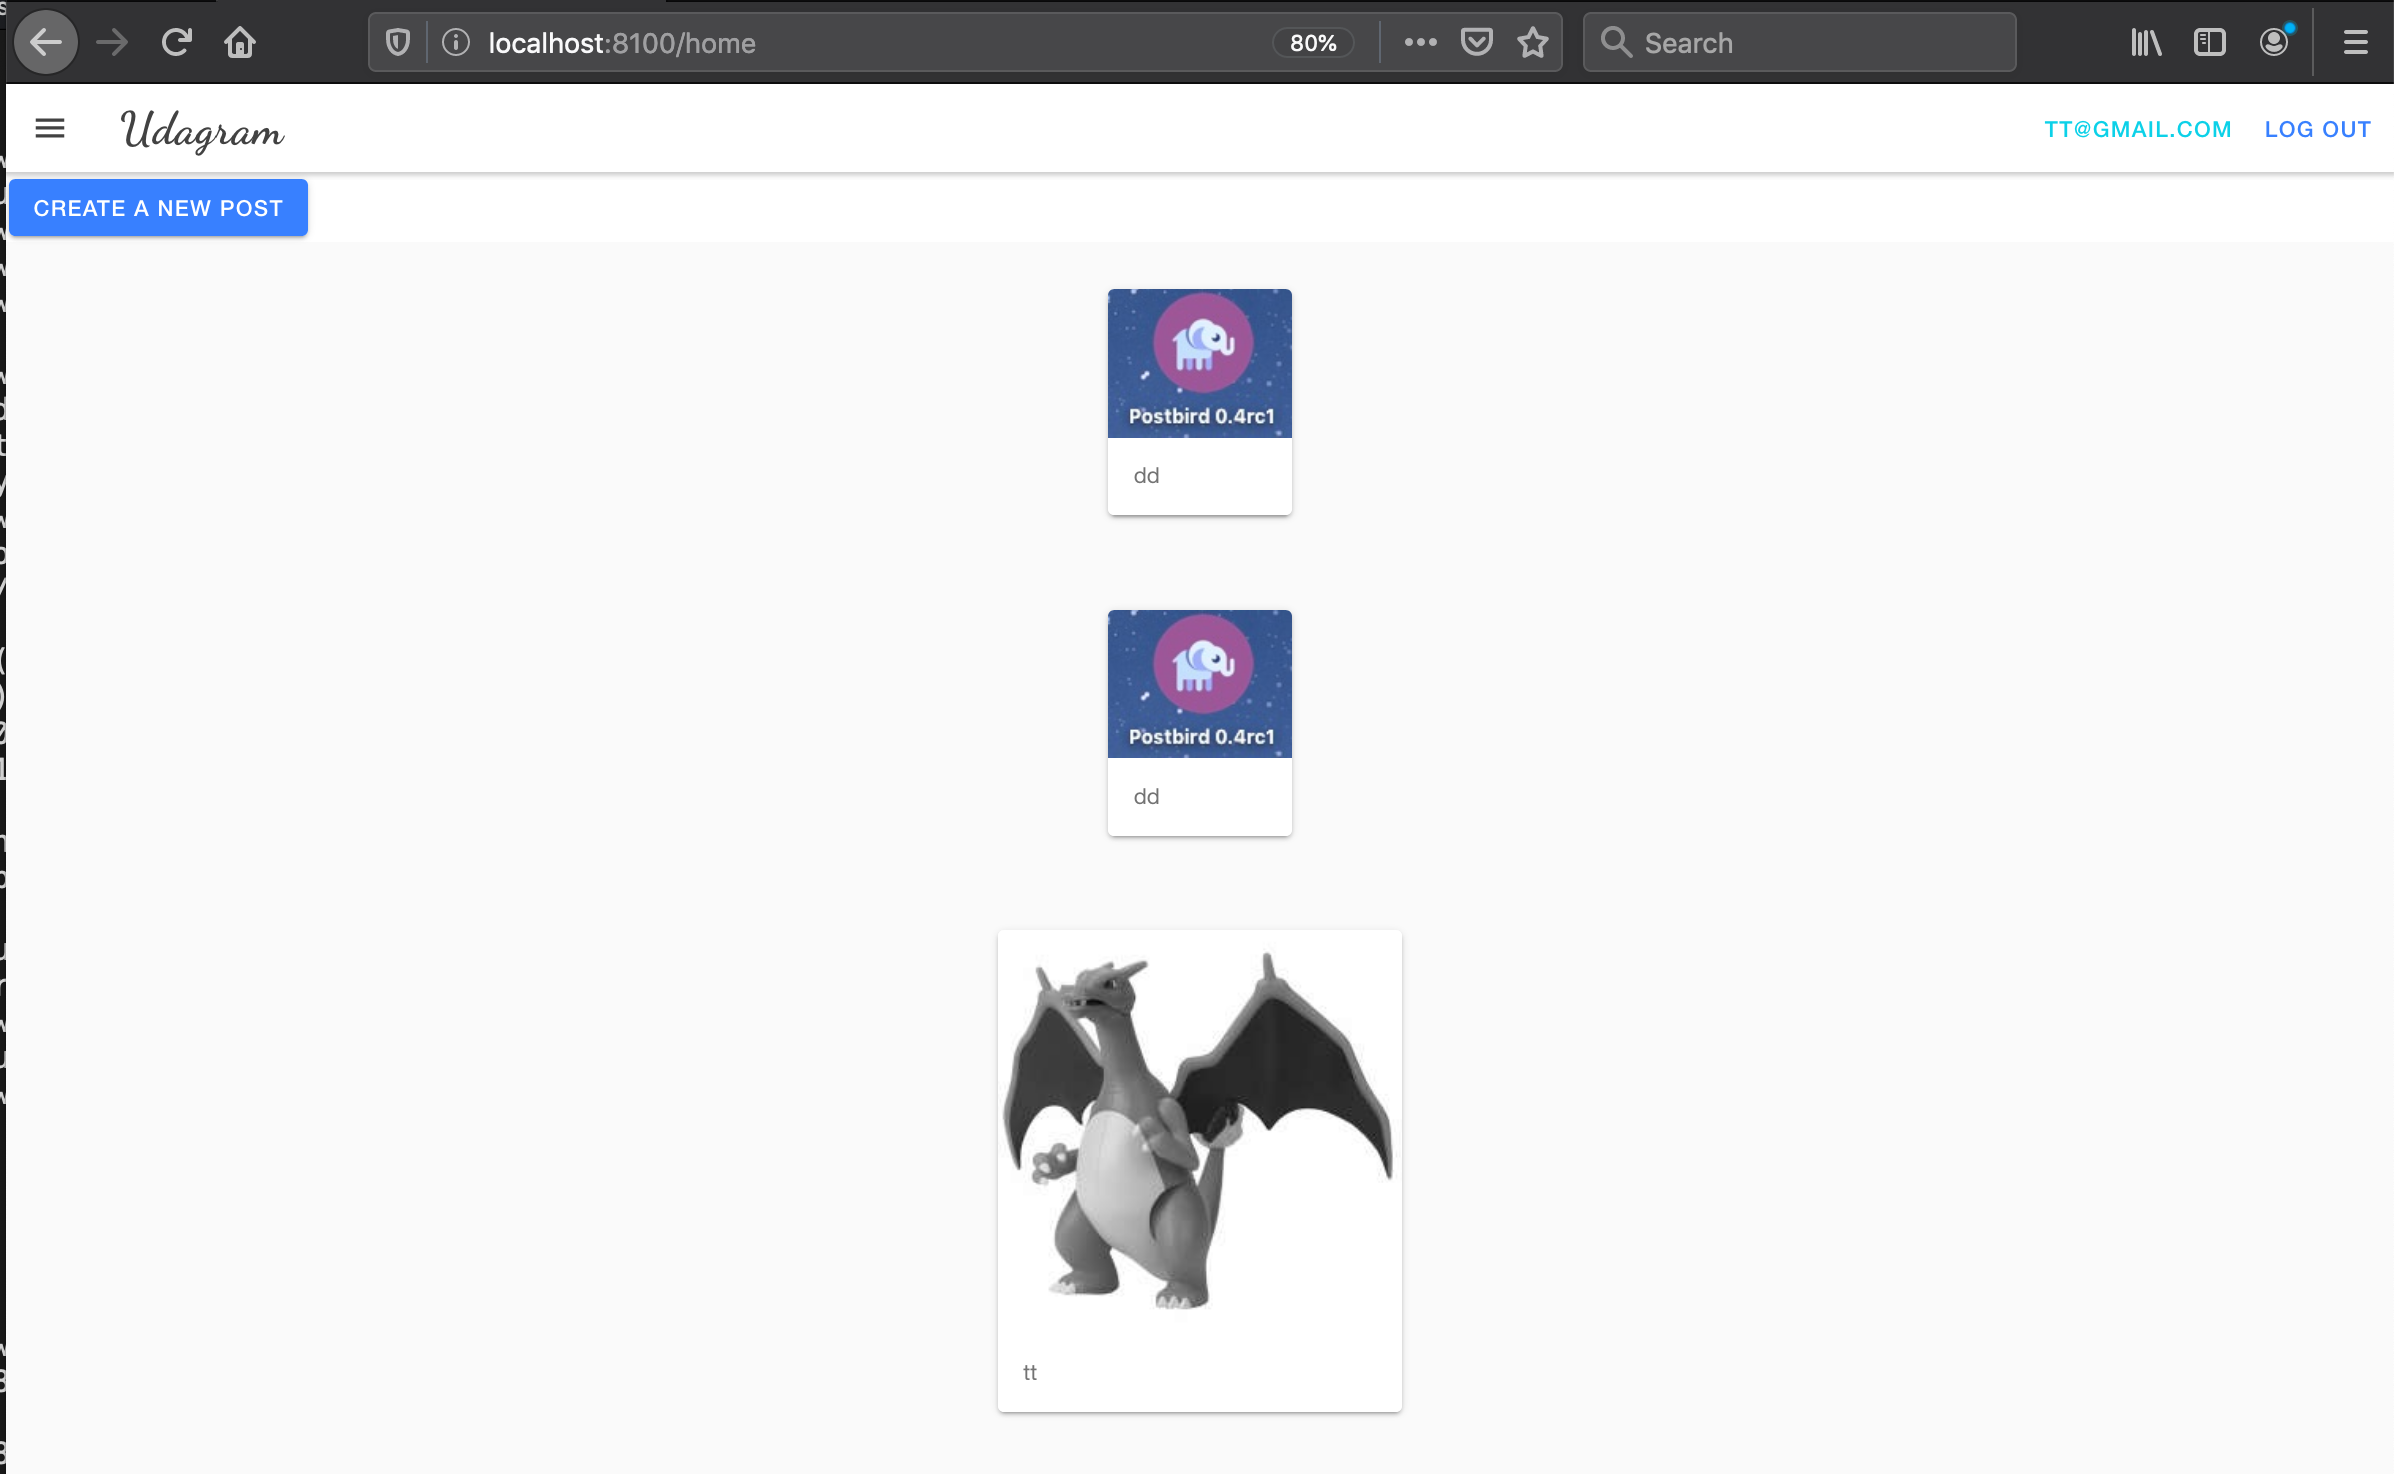 localhost:8100/home
80%
Search
Udagram
TT@GMAIL.COM
LOG OUT
CREATE A NEW POST
Postbird 0.4rc1
dd
Postbird 0.4rc1
dd
tt